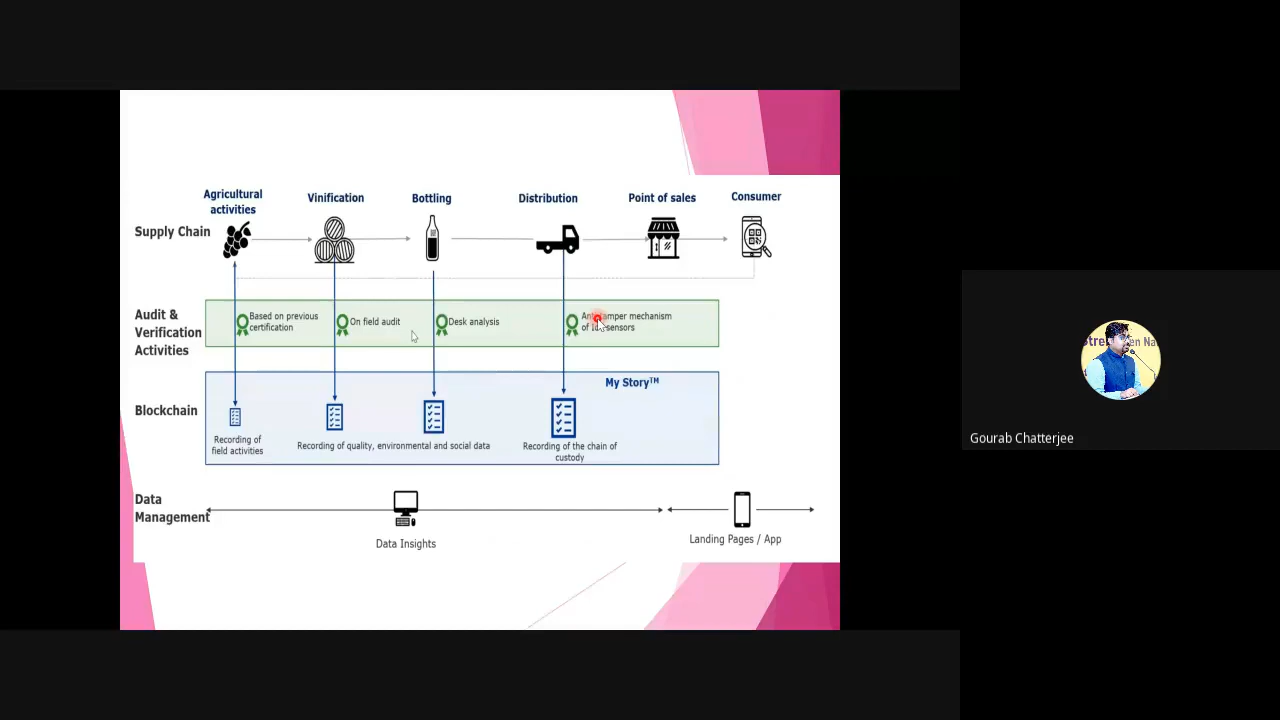 Agricultural
activities
Vinification
Bottling
Distribution
Point of sales
Consumer
Supply Chain
Audit &
Verification
Activities
Based on previous
certification
On field audit
Desk analysis
mechanism
of sensors
My Story™
Blockchain
Recording of
field activities
Recording of quality, environmental and social data
Recording of the chain of
custody
Data
Management
Data Insights
Landing Pages / App
Gourab Chatterjee